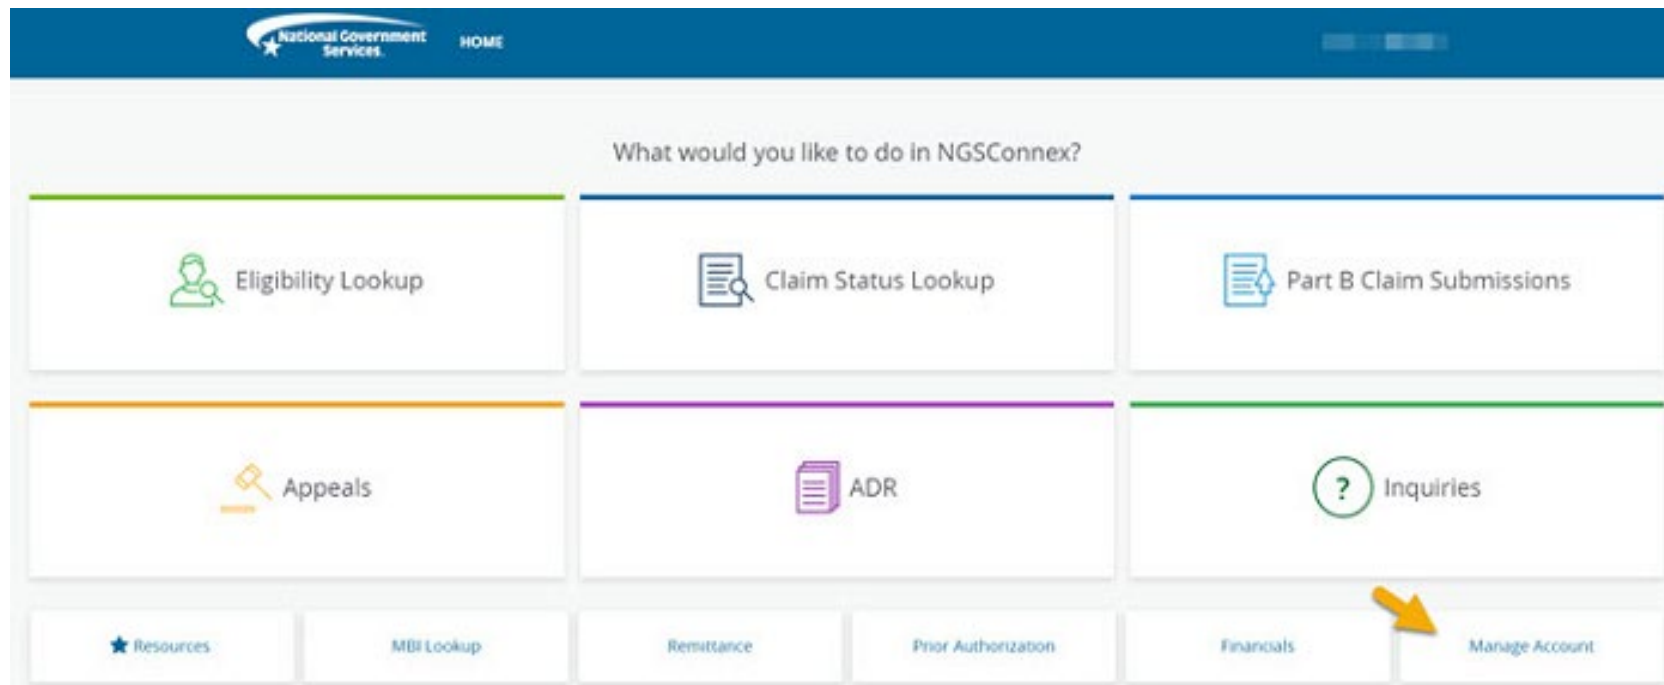 National Government
Services.
HOME
What would you like to do in NGSConnex?
Eligibility Lookup
Claim Status Lookup
Part B Claim Submissions
Appeals
ADR
? Inquiries
Resources
MBI Lookup
Remittance
Prior Authorization
Financials
Manage Account